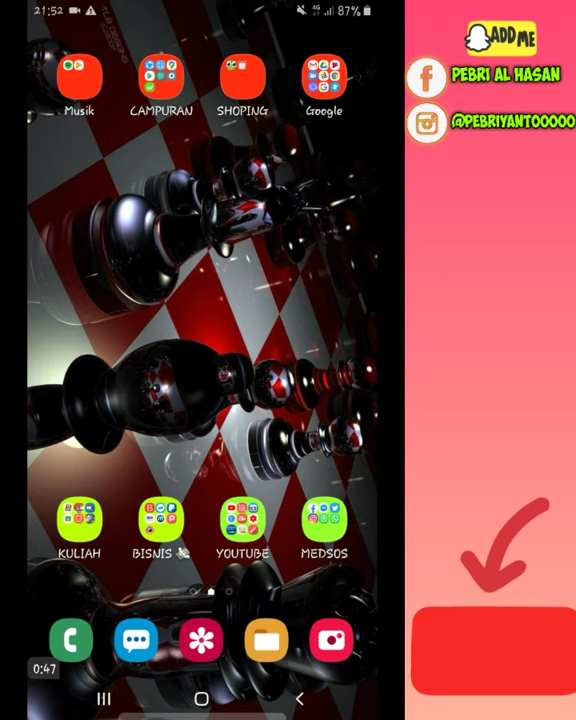 21:52
4G
87%
Musik
CAMPURAN
SHOPING
Google
KULIAH
BISNIS
YOUTUBE
MEDSOS
0:47
ADD ME
PEBRI AL HASAN
@PEBRIYANTOOOOO